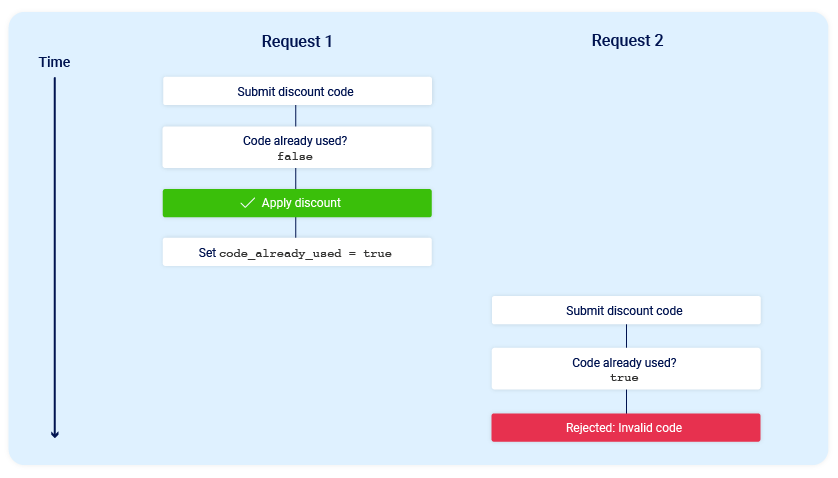 Request 1
Request 2
Time
Submit discount code
Code already used?
false
Apply discount
Set code_already_used = true
Submit discount code
Code already used?
true
Rejected: Invalid code